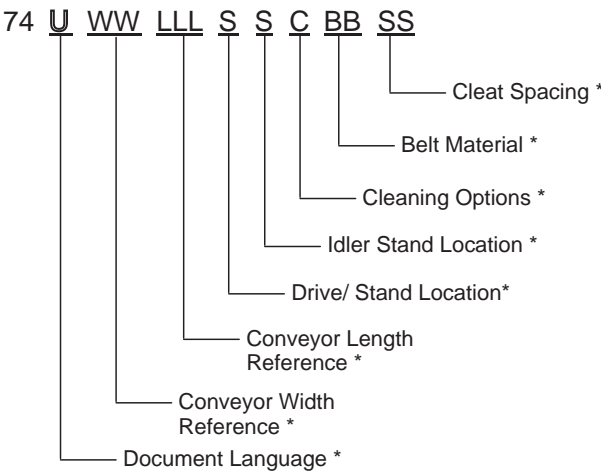 74 U WW LLL S S C BB SS
Cleat Spacing *
Belt Material *
Cleaning Options *
Idler Stand Location *
Drive/ Stand Location*
Conveyor Length
Reference *
Conveyor Width
Reference *
Document Language *